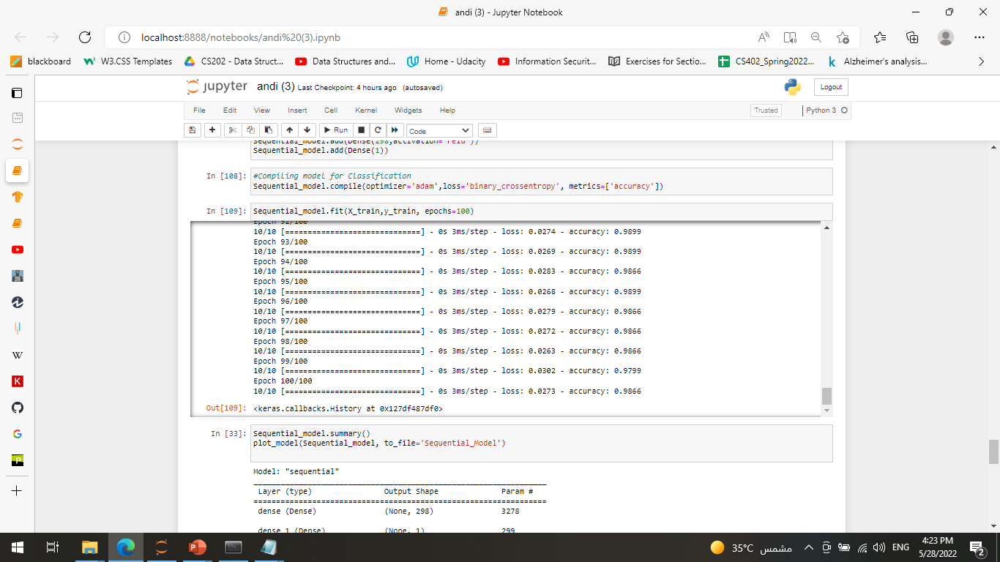 andi (3) - Jupyter Notebook
localhost:8888/notebooks/andi%20(3).ipynb
blackboard W3.CSS Templates CS202 - Data Struct... Data Structures and... Home - Udacity Information Securit... Exercises for Sectio... CS402_Spring2022... Alzheimer's analysis...
jupyter andi (3) Last Checkpoint: 4 hours ago (autosaved) Logout
File Edit View Insert Cell Kernel Widgets Help Trusted Python 3
Run Code
Sequential_model.add(Dense(298,activation='relu'))
Sequential_model.add(Dense(1))
In [108]: #Compiling model for Classification
Sequential_model.compile(optimizer='adam',loss='binary_crossentropy', metrics=['accuracy'])
In [109]: Sequential_model.fit(X_train,y_train, epochs=100)
Epoch 92/100
10/10 [==============================] - 0s 3ms/step - loss: 0.0274 - accuracy: 0.9899
Epoch 93/100
10/10 [==============================] - 0s 3ms/step - loss: 0.0269 - accuracy: 0.9899
Epoch 94/100
10/10 [==============================] - 0s 3ms/step - loss: 0.0283 - accuracy: 0.9866
Epoch 95/100
10/10 [==============================] - 0s 3ms/step - loss: 0.0268 - accuracy: 0.9899
Epoch 96/100
10/10 [==============================] - 0s 3ms/step - loss: 0.0279 - accuracy: 0.9866
Epoch 97/100
10/10 [==============================] - 0s 3ms/step - loss: 0.0272 - accuracy: 0.9866
Epoch 98/100
10/10 [==============================] - 0s 3ms/step - loss: 0.0263 - accuracy: 0.9866
Epoch 99/100
10/10 [==============================] - 0s 3ms/step - loss: 0.0302 - accuracy: 0.9799
Epoch 100/100
10/10 [==============================] - 0s 3ms/step - loss: 0.0273 - accuracy: 0.9866
Out[109]: <keras.callbacks.History at 0x127df487df0>
In [33]: Sequential_model.summary()
plot_model(Sequential_model, to_file='Sequential_Model')
Model: "sequential"
Layer (type) Output Shape Param #
=================================================================
dense (Dense) (None, 298) 3278
dense_1 (Dense) (None, 1) 299
35°C مشمس ENG 4:23 PM
5/28/2022 2